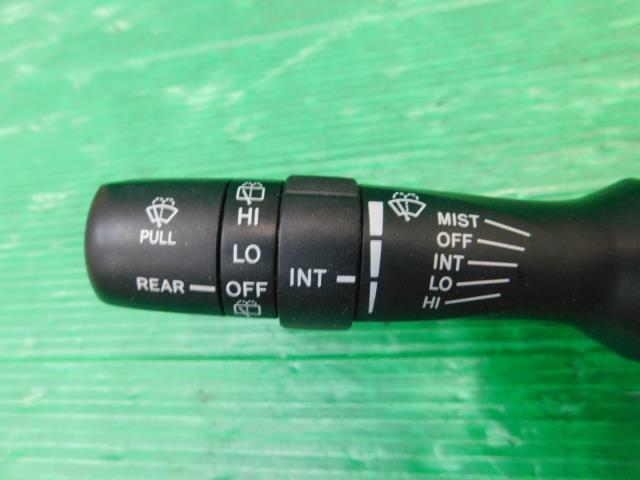 PULL
REAR
HI
LO
OFF
INT
MIST
OFF
INT
LO
HI